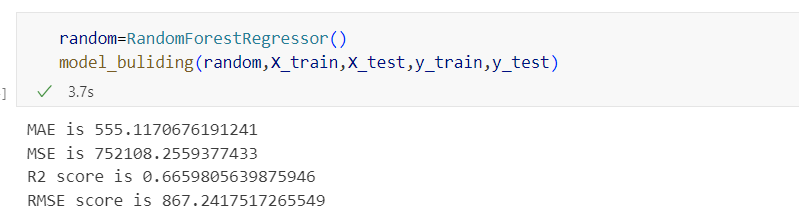 random=RandomForestRegressor()
model_buliding(random,X_train,X_test,y_train,y_test)
] ✓ 3.7s
MAE is 555.1170676191241
MSE is 752108.2559377433
R2 score is 0.6659805639875946
RMSE score is 867.2417517265549